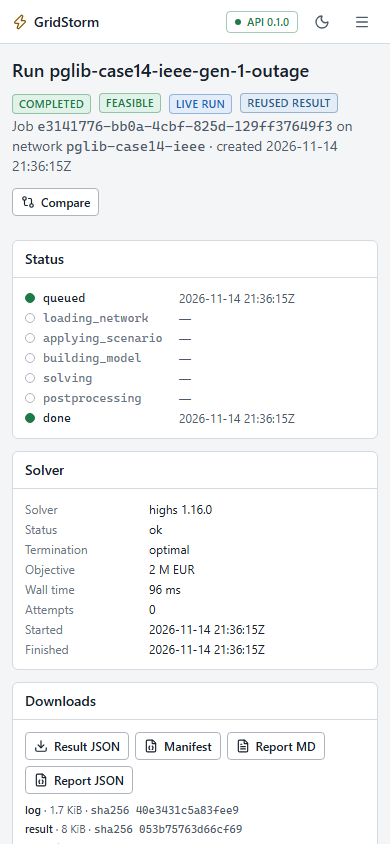 GridStorm
API 0.1.0
Run pglib-case14-ieee-gen-1-outage
COMPLETED
FEASIBLE
LIVE RUN
REUSED RESULT
Job e3141776-bb0a-4cbf-825d-129ff37649f3 on
network pglib-case14-ieee · created 2026-11-14
21:36:15Z
Compare
Status
queued 2026-11-14 21:36:15Z
loading_network —
applying_scenario —
building_model —
solving —
postprocessing —
done 2026-11-14 21:36:15Z
Solver
Solver highs 1.16.0
Status ok
Termination optimal
Objective 2 M EUR
Wall time 96 ms
Attempts 0
Started 2026-11-14 21:36:15Z
Finished 2026-11-14 21:36:15Z
Downloads
Result JSON
Manifest
Report MD
Report JSON
log · 1.7 KiB · sha256 40e3431c5a83fee9
result · 8 KiB · sha256 053b75763d66cf69